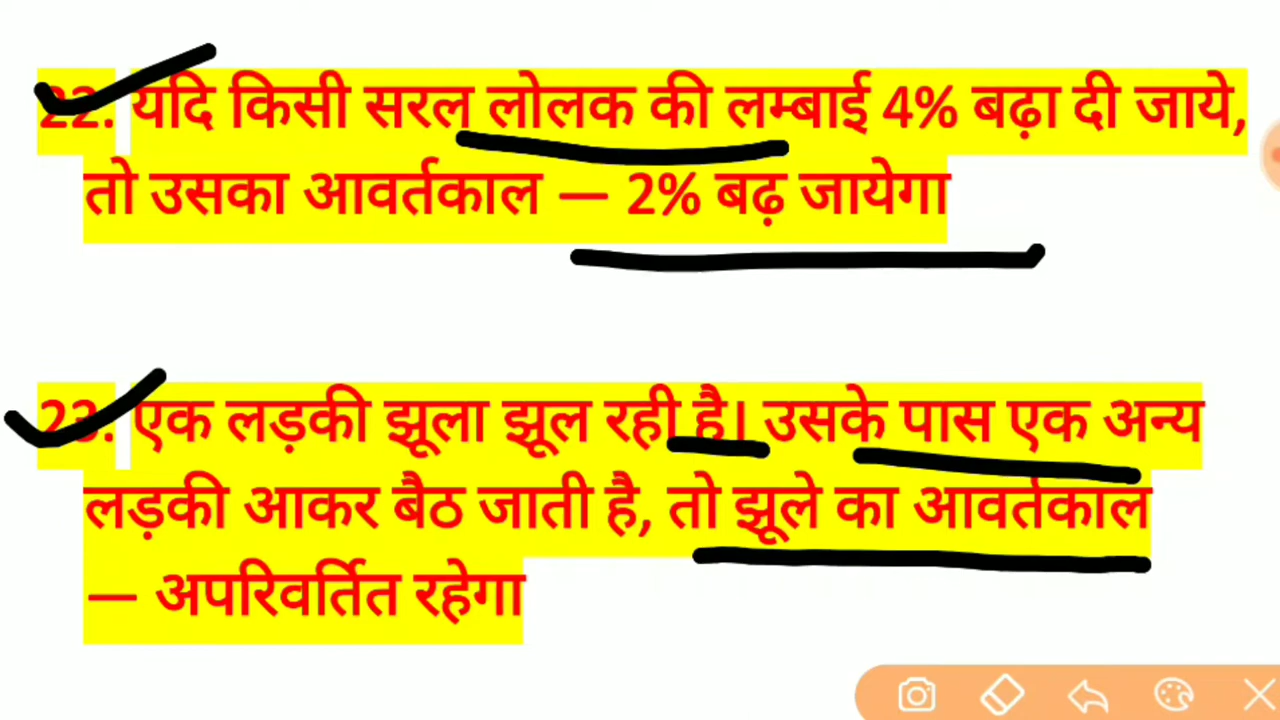 22. यदि किसी सरल लोलक की लम्बाई 4% बढ़ा दी जाये,
तो उसका आवर्तकाल — 2% बढ़ जायेगा
23. एक लड़की झूला झूल रही है। उसके पास एक अन्य
लड़की आकर बैठ जाती है, तो झूले का आवर्तकाल
— अपरिवर्तित रहेगा